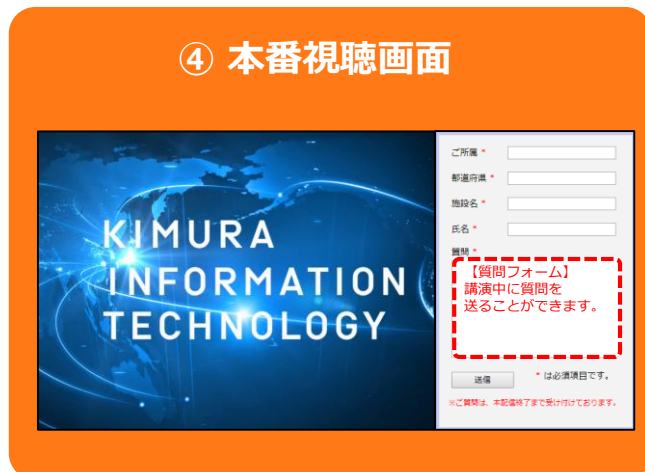 ④ 本番視聴画面
KIMURA
INFORMATION
TECHNOLOGY
ご所属 *
都道府県 *
施設名 *
氏名 *
質問 *
【質問フォーム】
講演中に質問を
送ることができます。
送信
* は必須項目です。
※ご質問は、本配信終了まで受け付けております。